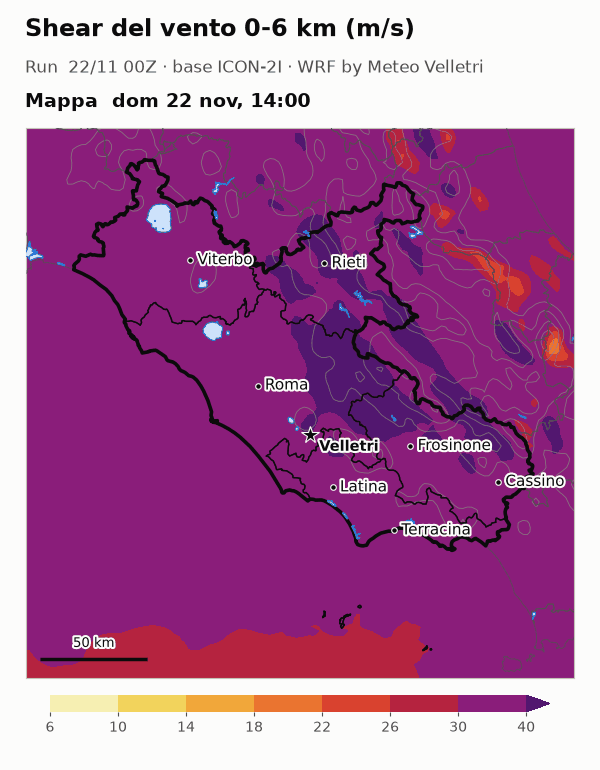 Shear del vento 0-6 km (m/s)
Run  22/11 00Z · base ICON-2I · WRF by Meteo Velletri
Mappa  dom 22 nov, 14:00
Viterbo
Rieti
Roma
Velletri
Frosinone
Latina
Cassino
Terracina
50 km
6 10 14 18 22 26 30 40